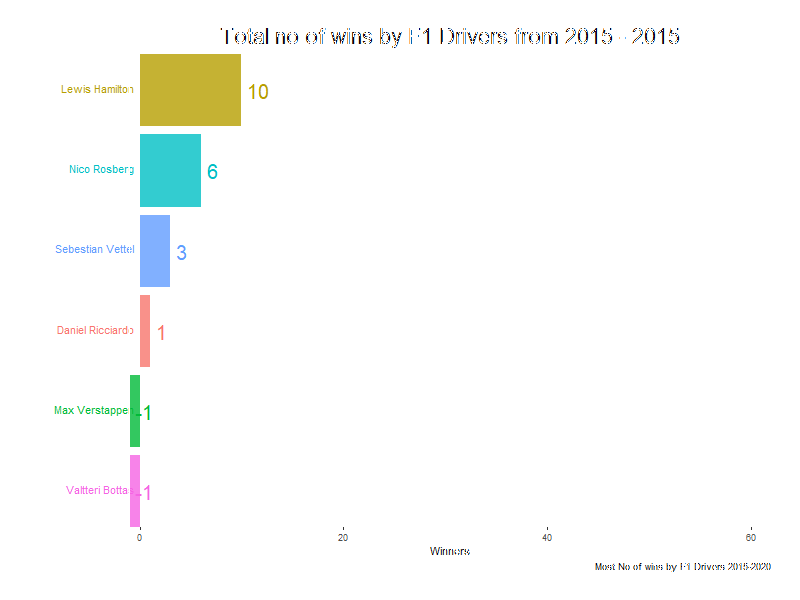 Total no of wins by F1 Drivers from 2015 - 2015
Lewis Hamilton 10
Nico Rosberg 6
Sebestian Vettel 3
Daniel Ricciardo 1
Max Verstappen -1
Valtteri Bottas -1
0 20 40 60
Winners
Most No of wins by F1 Drivers 2015-2020